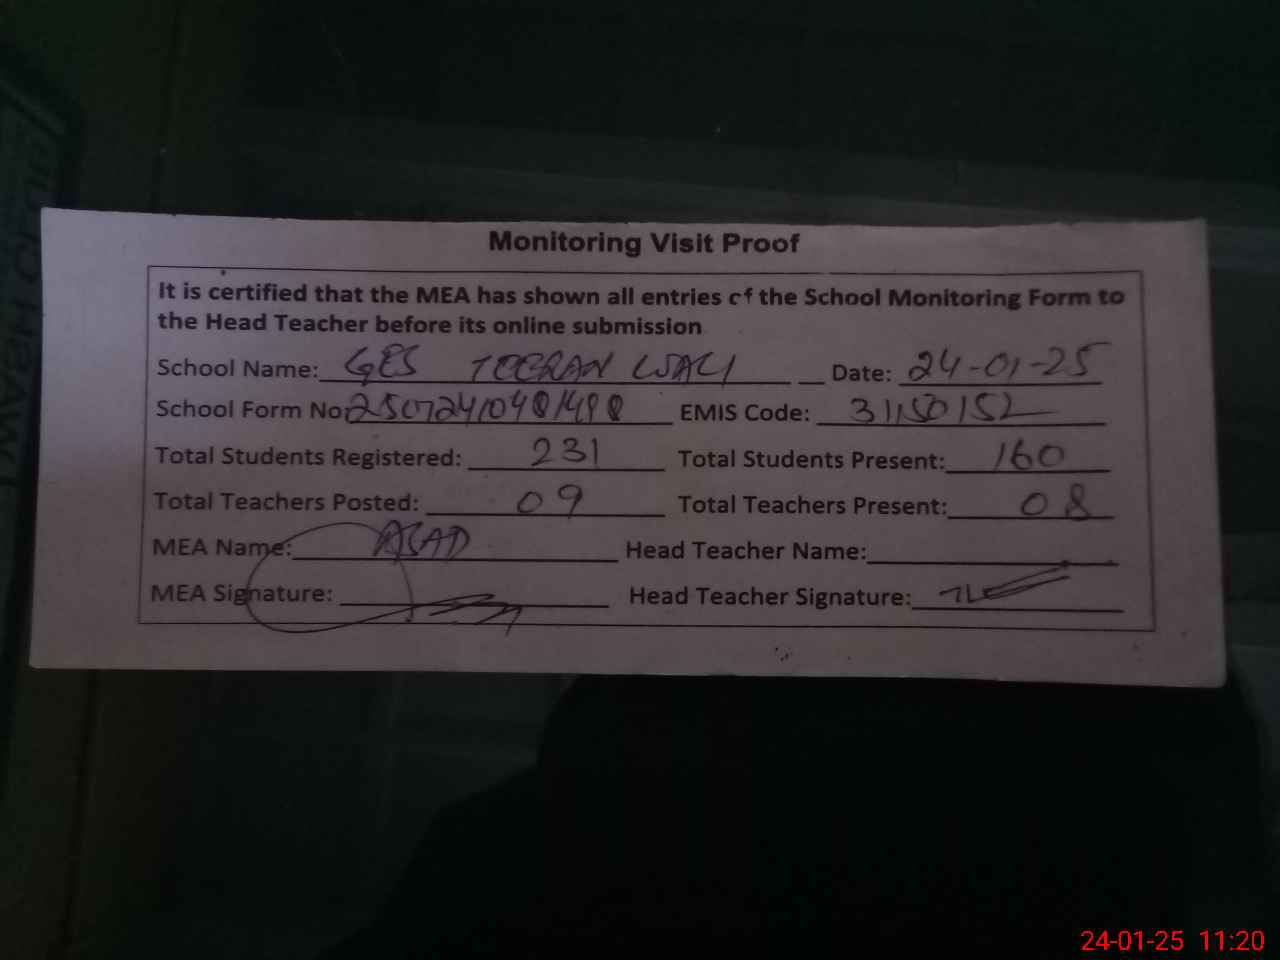 Monitoring Visit Proof
It is certified that the MEA has shown all entries of the School Monitoring Form to
the Head Teacher before its online submission
School Name: GES TOERAN WALI Date: 24-01-25
School Form No: EMIS Code: 31150152
Total Students Registered: 231 Total Students Present: 160
Total Teachers Posted: 09 Total Teachers Present: 08
MEA Name: ASAD Head Teacher Name:
MEA Signature: Head Teacher Signature:
24-01-25 11:20